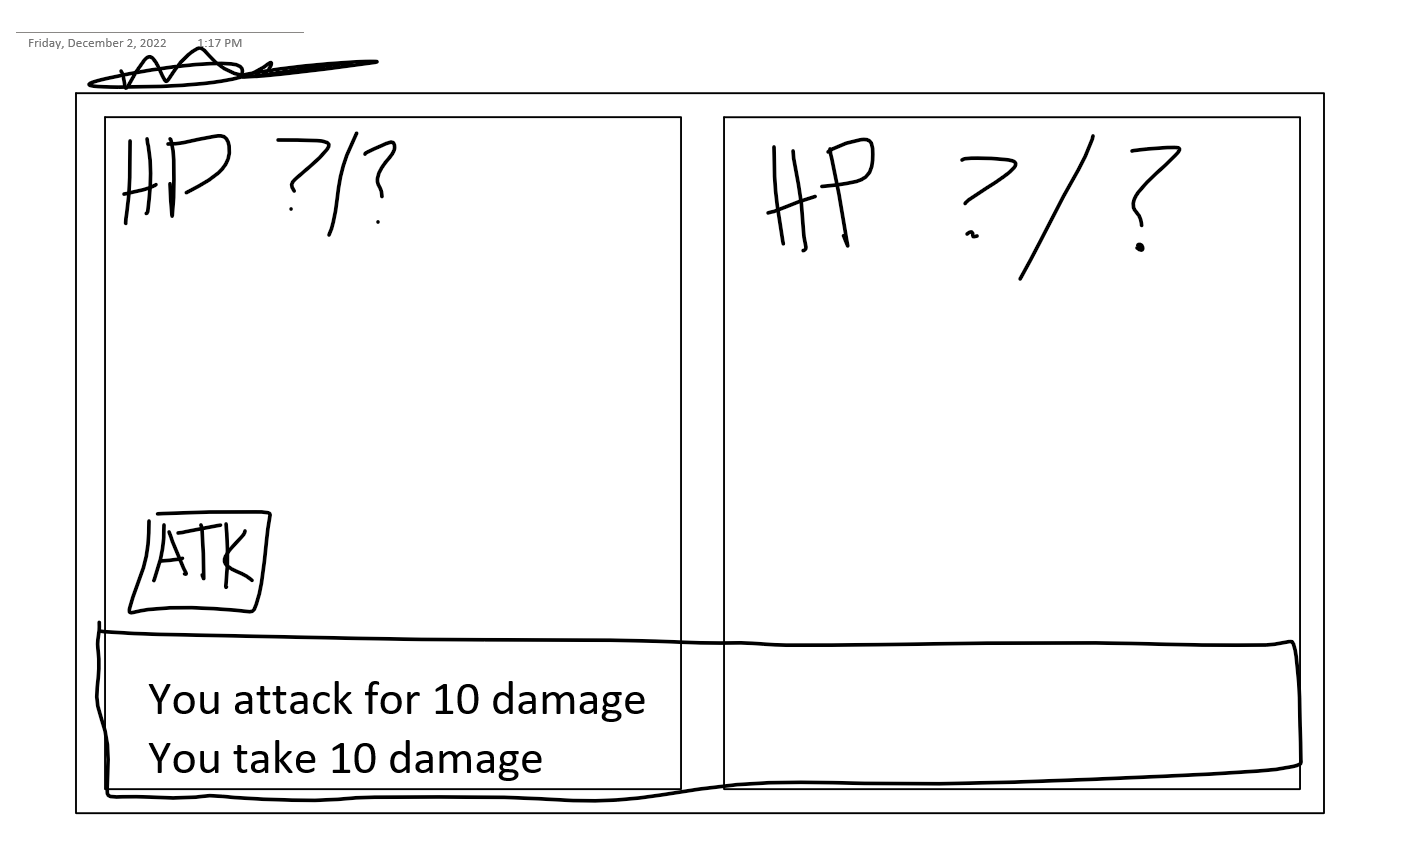 Friday, December 2, 2022 1:17 PM
HP ?/?
HP ?/?
ATK
You attack for 10 damage
You take 10 damage